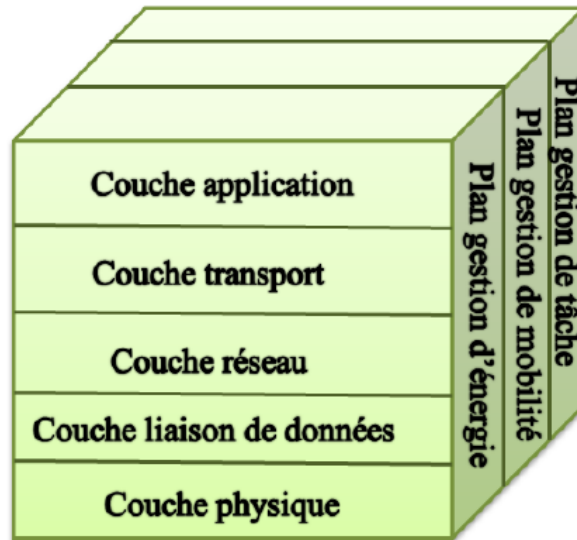 Couche application
Couche transport
Couche réseau
Couche liaison de données
Couche physique
Plan gestion d'énergie
Plan gestion de mobilité
Plan gestion de tâche